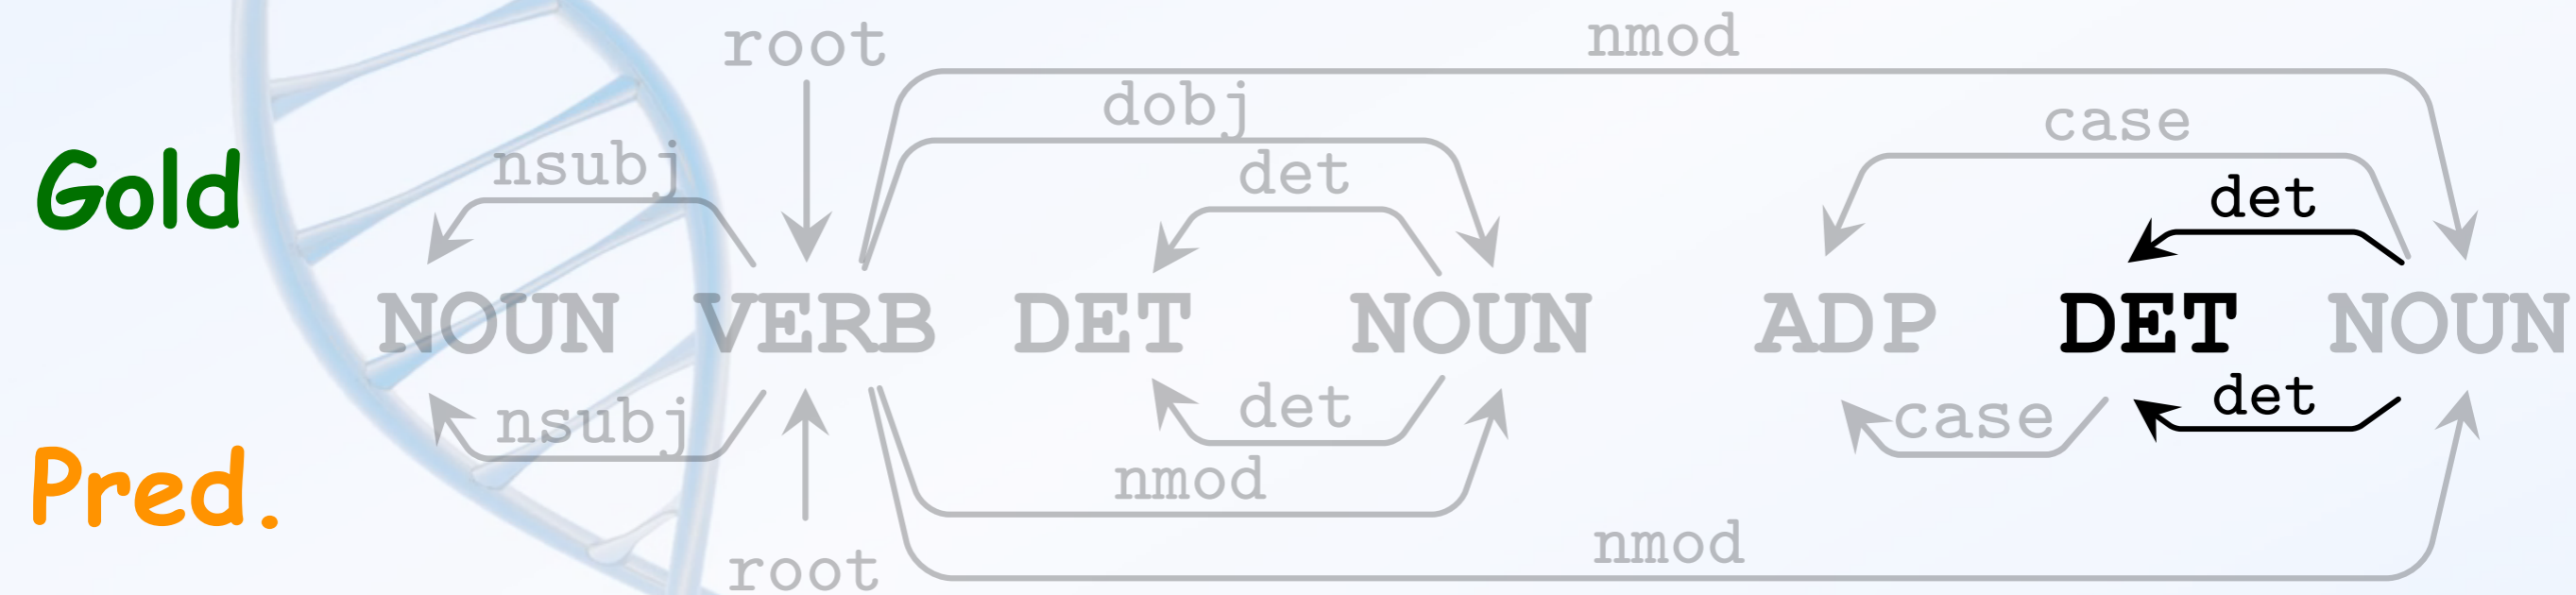 root nmod
dobj case
nsubj det det
Gold
NOUN VERB DET NOUN ADP DET NOUN
nsubj det case det
Pred.
nmod
root nmod